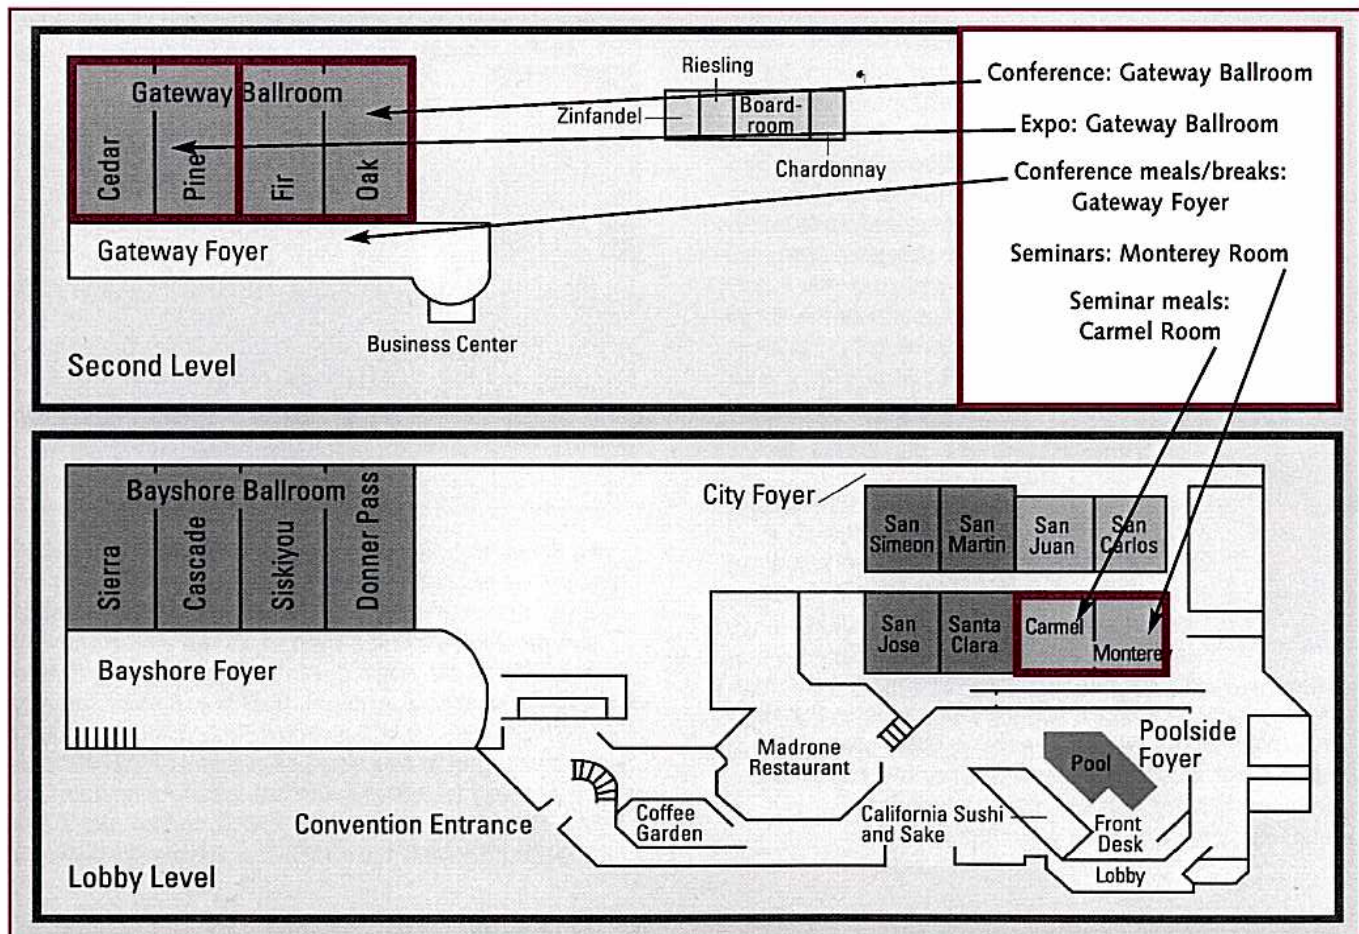 Gateway Ballroom
Cedar
Pine
Fir
Oak
Gateway Foyer
Business Center
Second Level
Riesling
Zinfandel
Board-
room
Chardonnay
Conference: Gateway Ballroom
Expo: Gateway Ballroom
Conference meals/breaks:
Gateway Foyer
Seminars: Monterey Room
Seminar meals:
Carmel Room
Bayshore Ballroom
Sierra
Cascade
Siskiyou
Donner Pass
Bayshore Foyer
City Foyer
San
Simeon
San
Martin
San
Juan
San
Carlos
San
Jose
Santa
Clara
Carmel
Monterey
Madrone
Restaurant
Poolside
Foyer
Pool
Convention Entrance
Coffee
Garden
California Sushi
and Sake
Front
Desk
Lobby
Lobby Level